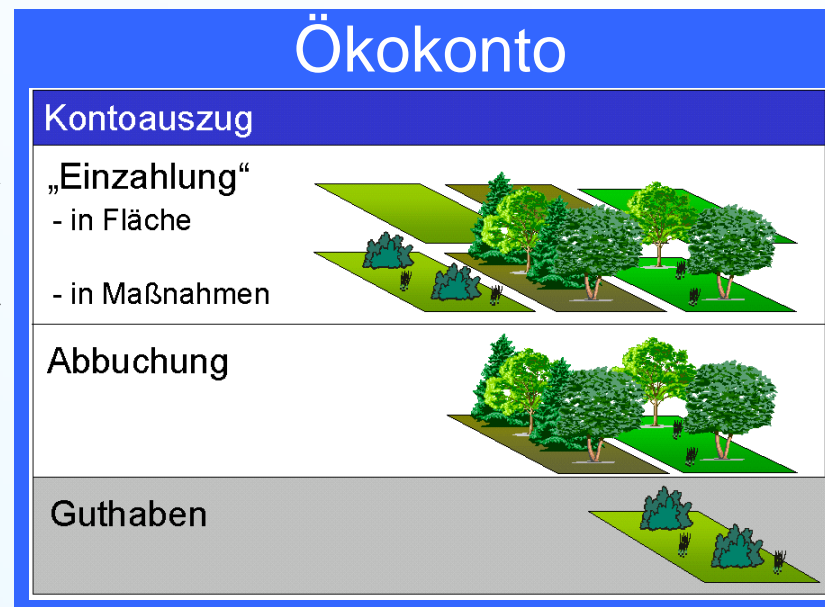 Ökokonto
Kontoauszug
„Einzahlung“
- in Fläche
- in Maßnahmen
Abbuchung
Guthaben